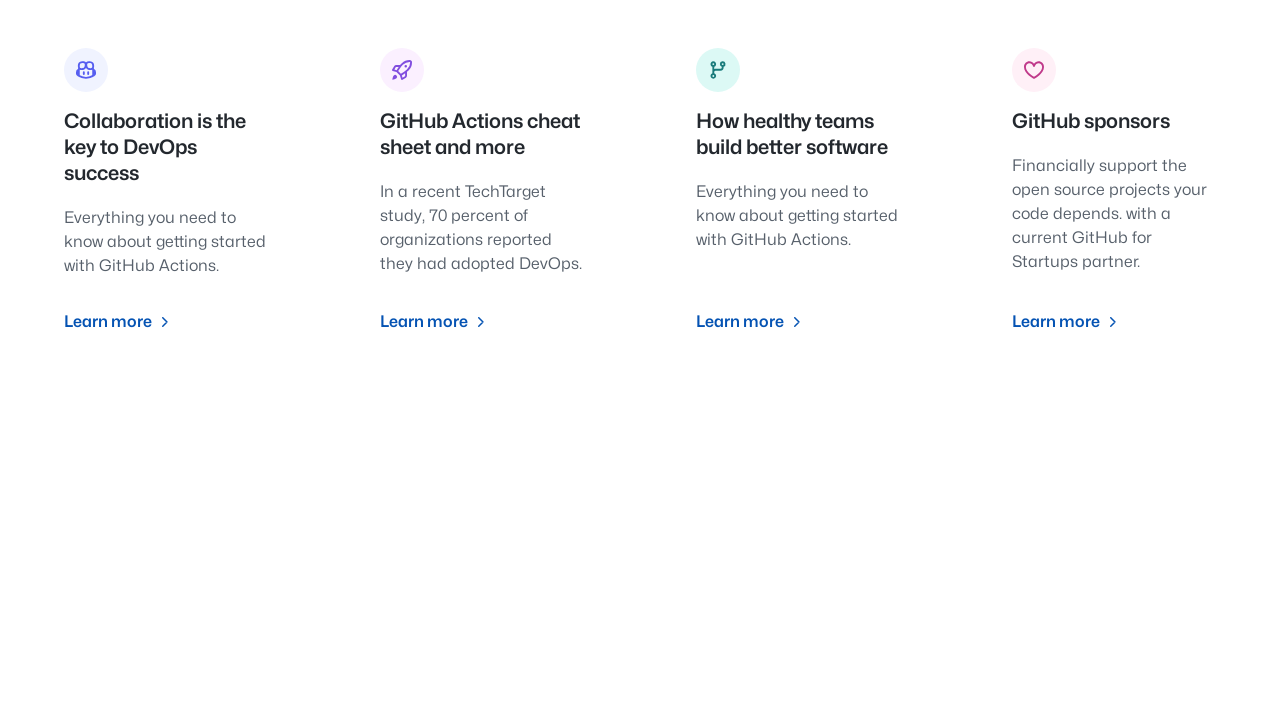 Collaboration is the
key to DevOps
success
Everything you need to
know about getting started
with GitHub Actions.
Learn more
GitHub Actions cheat
sheet and more
In a recent TechTarget
study, 70 percent of
organizations reported
they had adopted DevOps.
Learn more
How healthy teams
build better software
Everything you need to
know about getting started
with GitHub Actions.
Learn more
GitHub sponsors
Financially support the
open source projects your
code depends. with a
current GitHub for
Startups partner.
Learn more